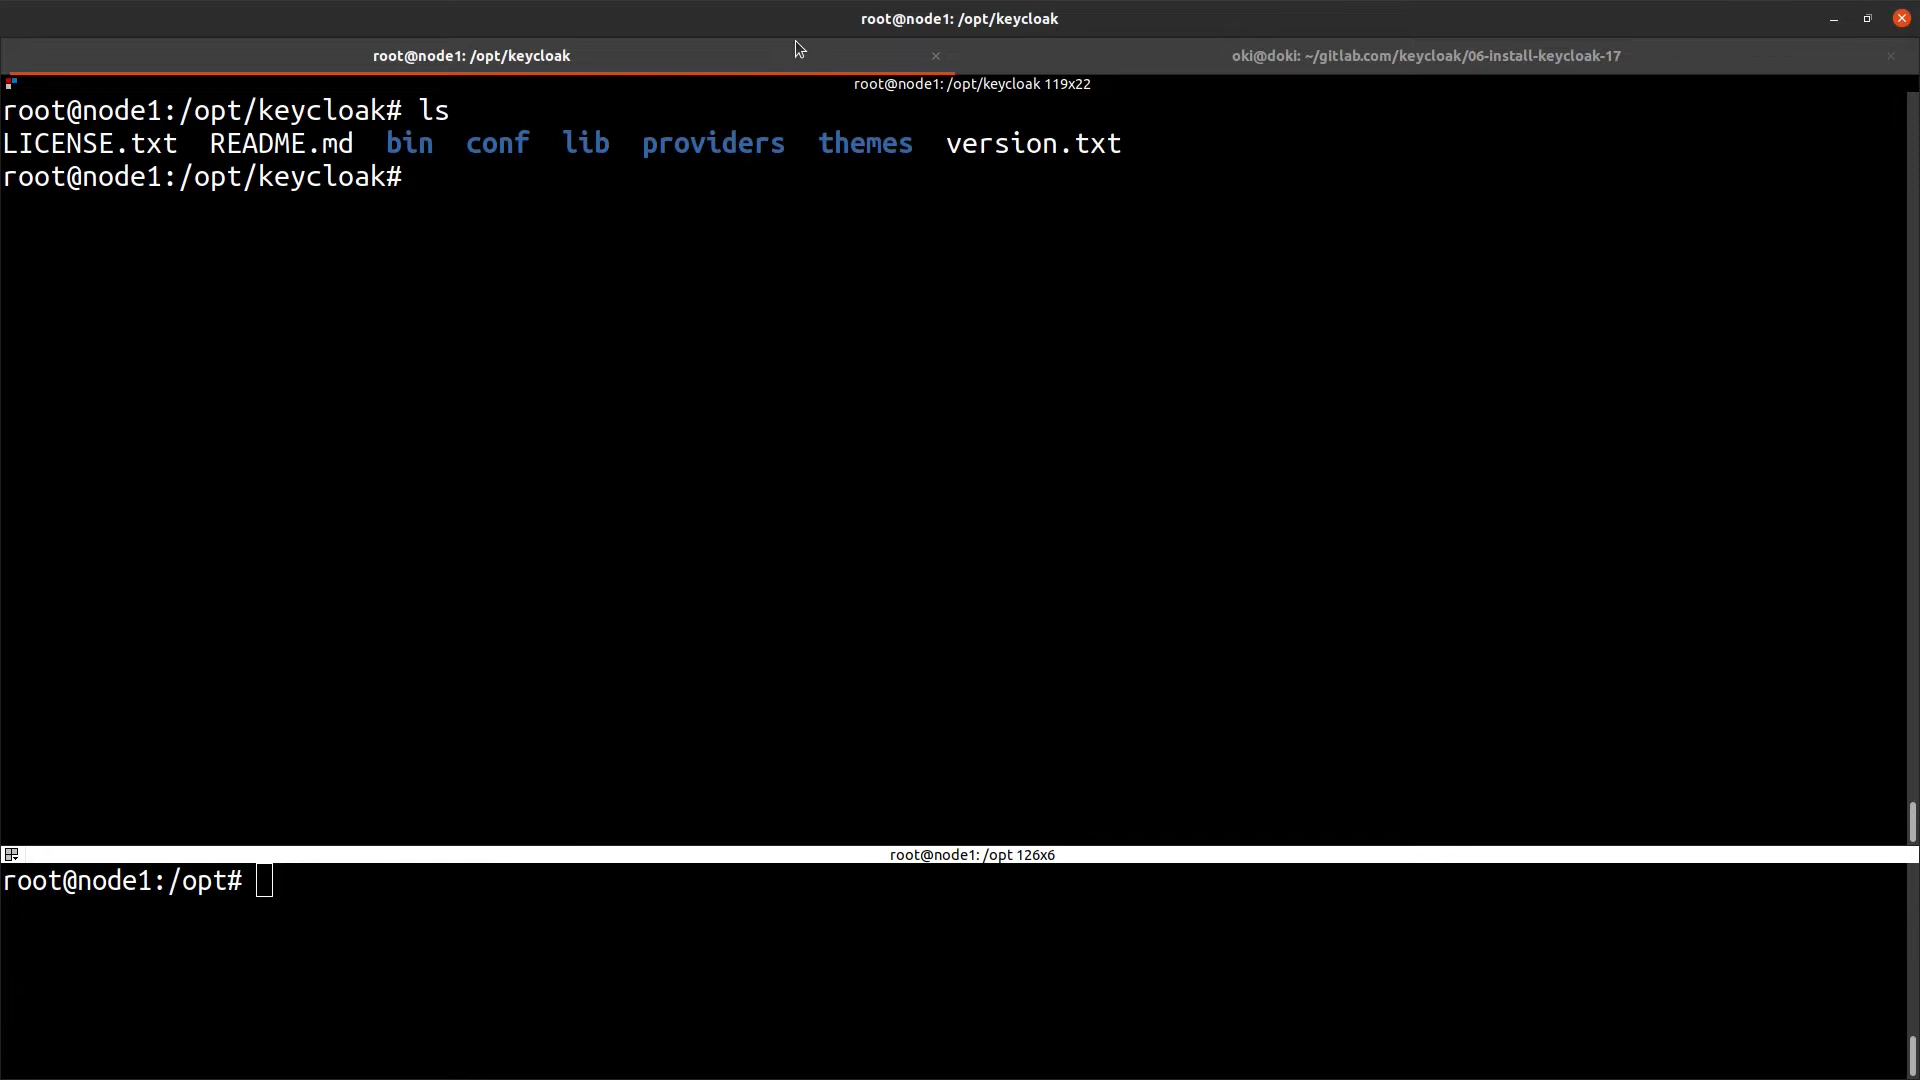 root@node1: /opt/keycloak
root@node1: /opt/keycloak
oki@doki: ~/gitlab.com/keycloak/06-install-keycloak-17
root@node1: /opt/keycloak 119x22
root@node1:/opt/keycloak# ls
LICENSE.txt  README.md  bin  conf  lib  providers  themes  version.txt
root@node1:/opt/keycloak#
root@node1: /opt 126x6
root@node1:/opt#